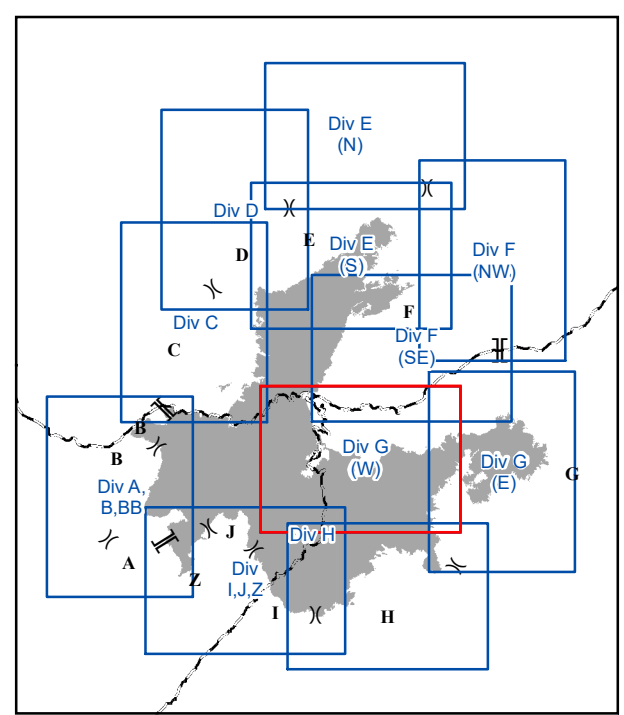 Div E
(N)
Div D
E
D
Div E
(S)
Div F
(NW)
F
Div C
Div F
(SE)
C
B
B
Div G
(W)
Div G
(E)
G
Div A,
B,BB
J
Div H
A
Z
Div
I,J,Z
I
H